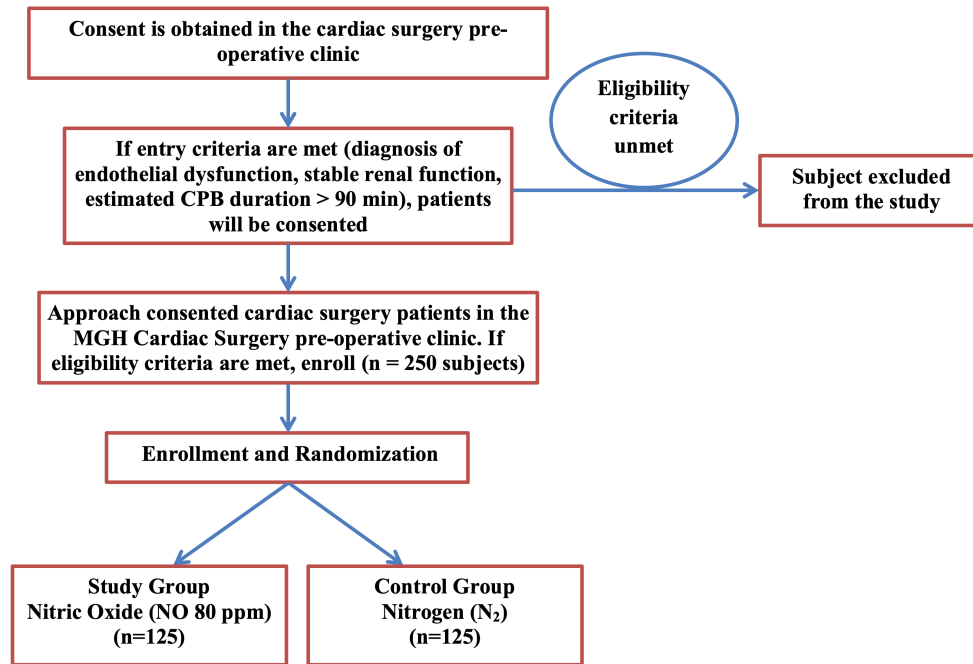 Consent is obtained in the cardiac surgery pre-
operative clinic
Eligibility
criteria
unmet
If entry criteria are met (diagnosis of
endothelial dysfunction, stable renal function,
estimated CPB duration > 90 min), patients
will be consented
Subject excluded
from the study
Approach consented cardiac surgery patients in the
MGH Cardiac Surgery pre-operative clinic. If
eligibility criteria are met, enroll (n = 250 subjects)
Enrollment and Randomization
Study Group
Nitric Oxide (NO 80 ppm)
(n=125)
Control Group
Nitrogen (N₂)
(n=125)